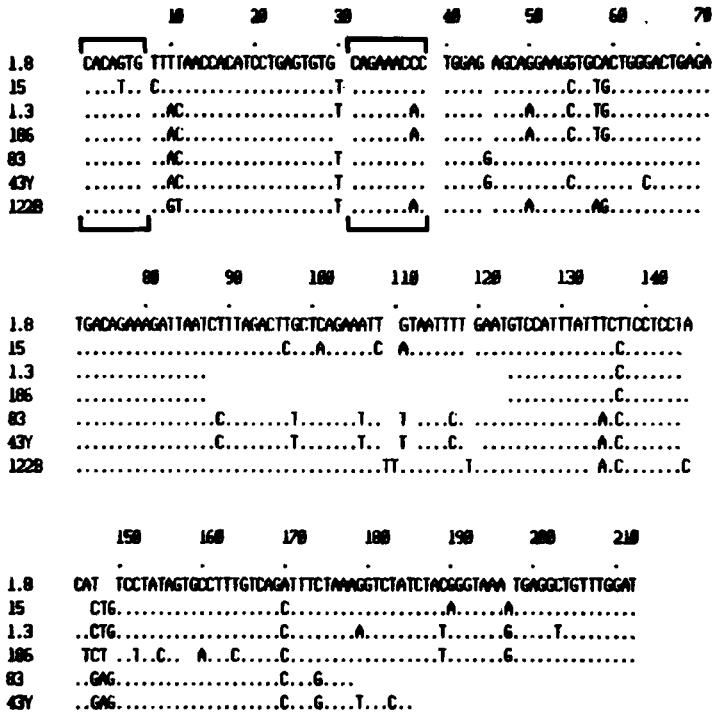 10 20 30 40 50 60 70
. . . . . . .
1.8 CACAGTG TTTTAACCACATCCTGAGTGTG CAGAAACCC TGGAG AGCAGGAAGGTGCACTGGGACTGAGA
15 ....T.. C.....................T ......... ...............C..TG............
1.3 ....... ..AC..................T .......A. ..........A....C..TG............
186 ....... ..AC..................T .......A. ..........A....C..TG............
83 ....... ..AC..................T ......... .....G..........................
43Y ....... ..AC..................T ......... .....G.........C........C.......
122B ....... ..GT..................T .......A. ..........A.......AG............
80 90 100 110 120 130 140
. . . . . . .
1.8 TGACAGAAAGATTAATCTTTAGACTTGCTCAGAAATT GTAATTTT GAATGTCCATTTATTTCTTCCTCCTA
15 .........................C...A......C ..A....... .................C.......
1.3 ................ .............C.......
186 ................ .............C.......
83 .................C........T.......T.. .T....C. ...............A.C.......
43Y .................C........T.......T.. .T....C. ...............A.C.......
122B .....................................TT........T..............A.C.......C
150 160 170 180 190 200 210
. . . . . . .
1.8 CAT TCCTATAGTGCCTTTGTCAGATTTCTAAAGGTCTATCTACGGGTAAA TGAGGCTGTTTGGAT
15 CTG....................C...................A......A...............
1.3 ..CTG....................C........A.........T.......G.....T.........
186 TCT ..T..C.. .A...C.....C..................T.......G...............
83 ..GAG....................C...G....
43Y ..GAG....................C...G....T...C..